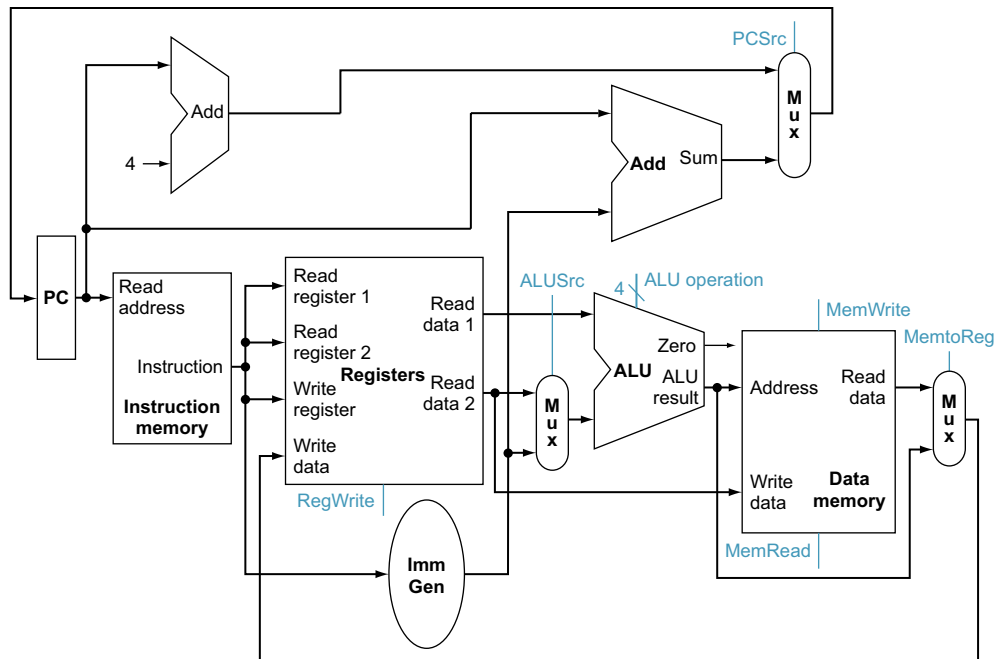 PCSrc
Add
4
Add
Sum
M
u
x
PC
Read
address
Instruction
Instruction
memory
Read
register 1
Read
register 2
Write
register
Write
data
Registers
Read
data 1
Read
data 2
RegWrite
Imm
Gen
ALUSrc
M
u
x
4
ALU operation
Zero
ALU
ALU
result
MemWrite
Address
Read
data
Write
data
Data
memory
MemRead
MemtoReg
M
u
x